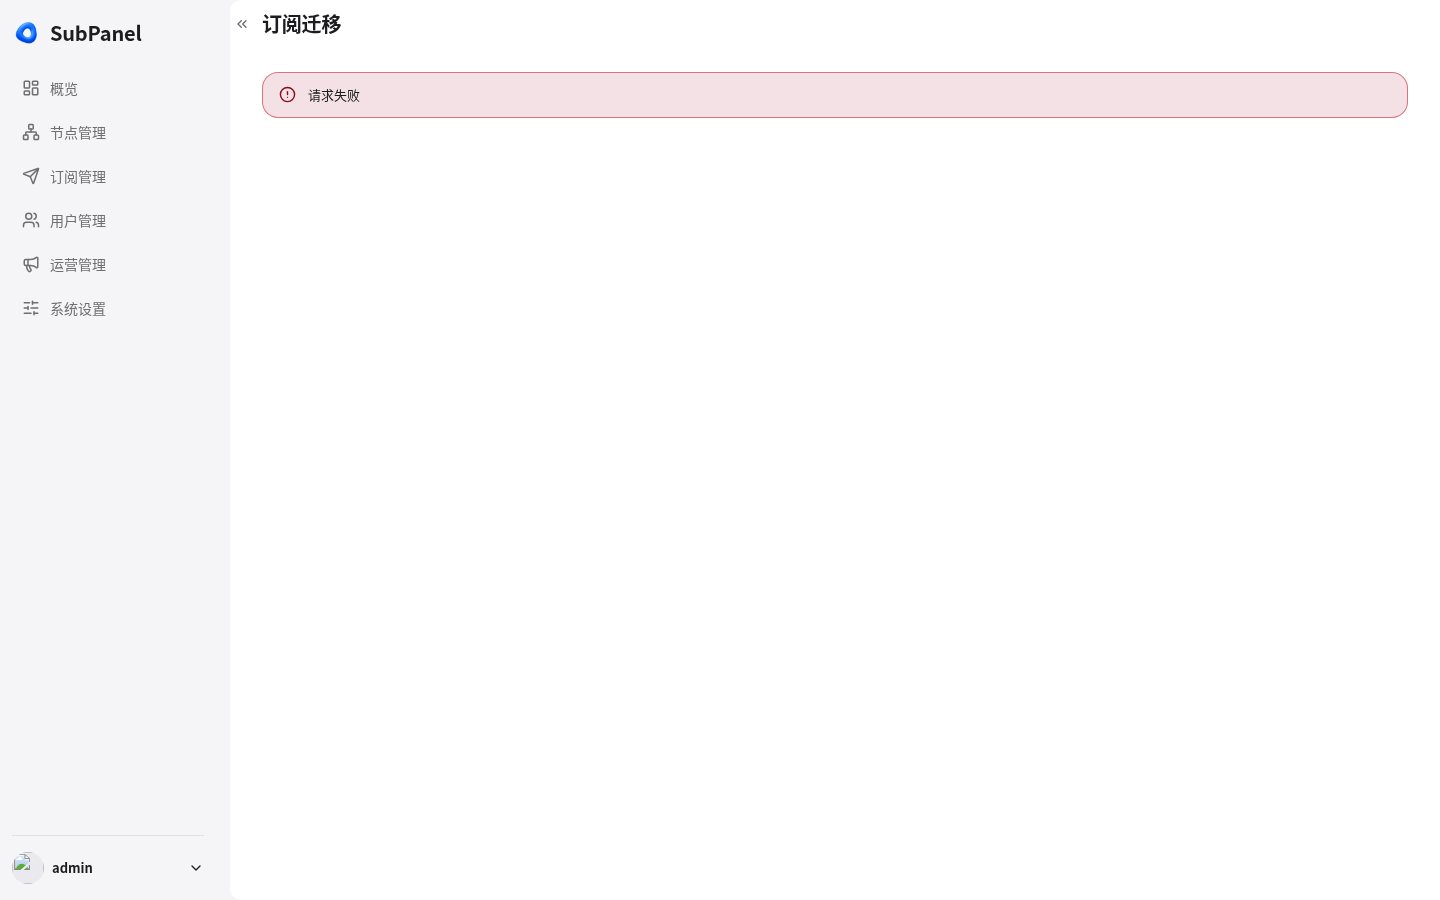 SubPanel
概览
节点管理
订阅管理
用户管理
运营管理
系统设置
admin
订阅迁移
请求失败